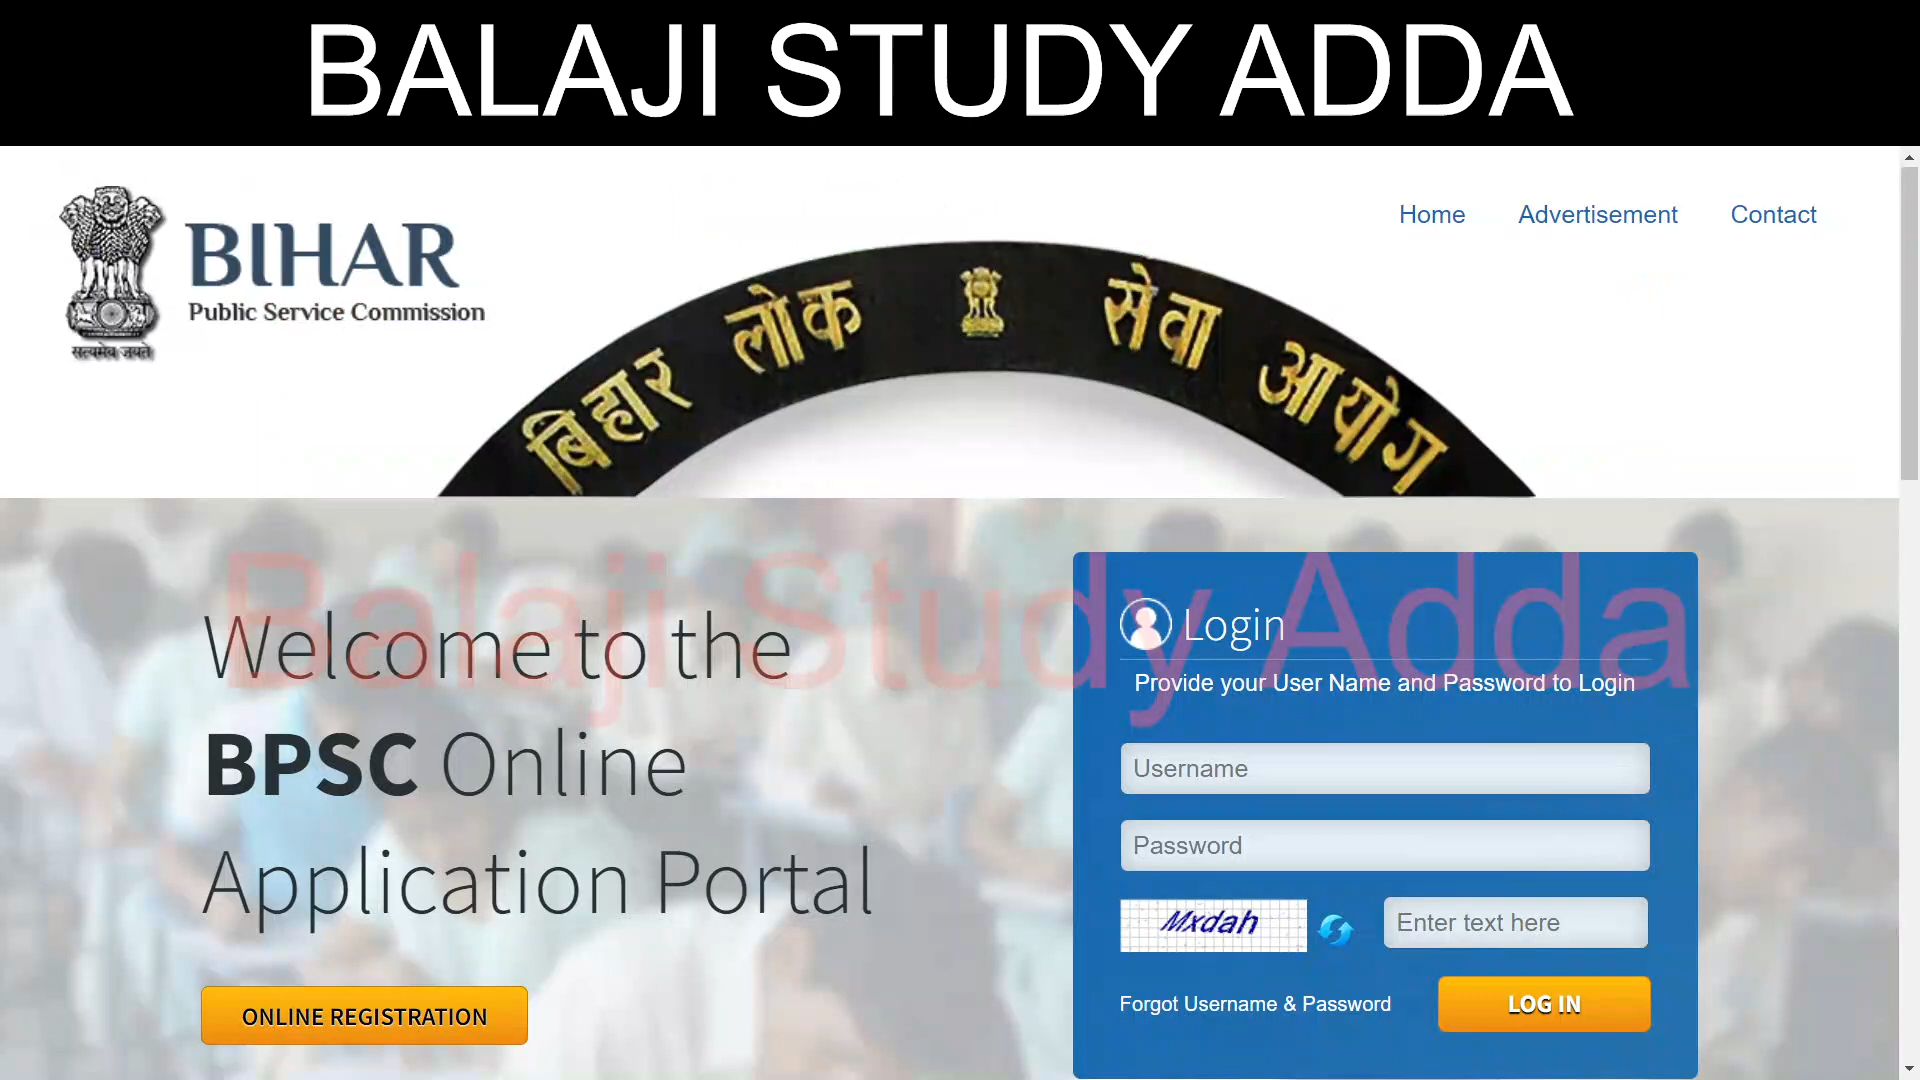 BALAJI STUDY ADDA
Home Advertisement Contact
BIHAR
Public Service Commission
सत्यमेव जयते
बिहार लोक सेवा आयोग
Balaji Study Adda
Welcome to the
BPSC Online
Application Portal
ONLINE REGISTRATION
Login
Provide your User Name and Password to Login
Username
Password
Mxdah
Enter text here
Forgot Username & Password
LOG IN